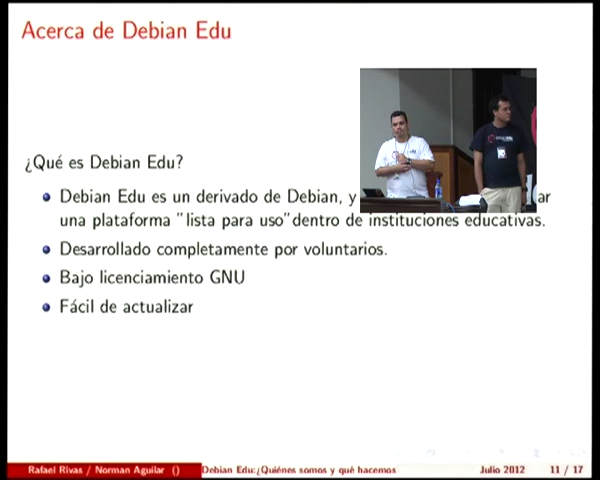 Acerca de Debian Edu
¿Qué es Debian Edu?
Debian Edu es un derivado de Debian, y ar
una plataforma "lista para uso"dentro de instituciones educativas.
Desarrollado completamente por voluntarios.
Bajo licenciamiento GNU
Fácil de actualizar
Rafael Rivas / Norman Aguilar () Debian Edu:¿Quiénes somos y qué hacemos Julio 2012 11 / 17